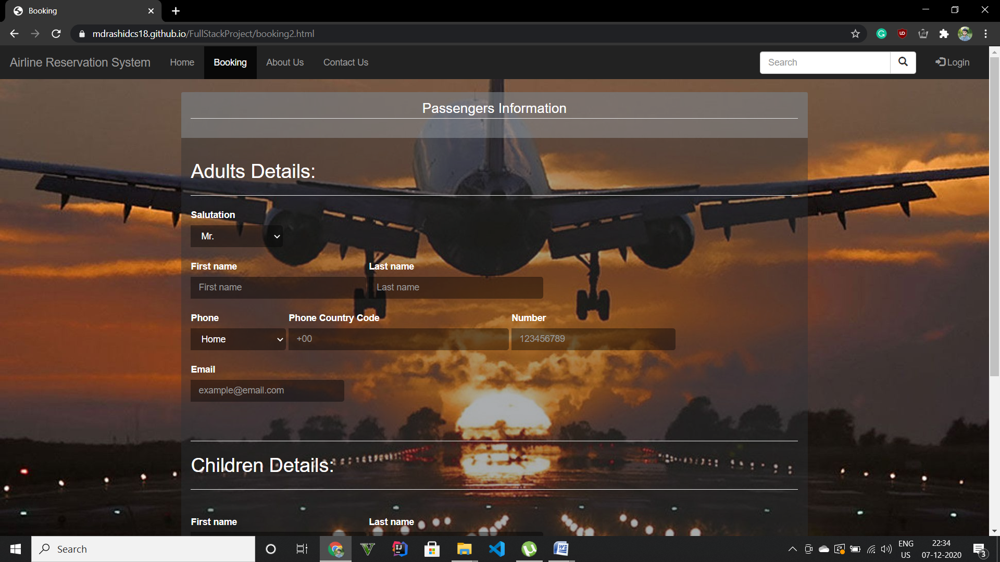 Booking
mdrashidcs18.github.io/FullStackProject/booking2.html
Airline Reservation System Home Booking About Us Contact Us Search Login
Passengers Information
Adults Details:
Salutation
Mr.
First name Last name
First name Last name
Phone Phone Country Code Number
Home +00 123456789
Email
example@email.com
Children Details:
First name Last name
Search
ENG
US
22:34
07-12-2020
3